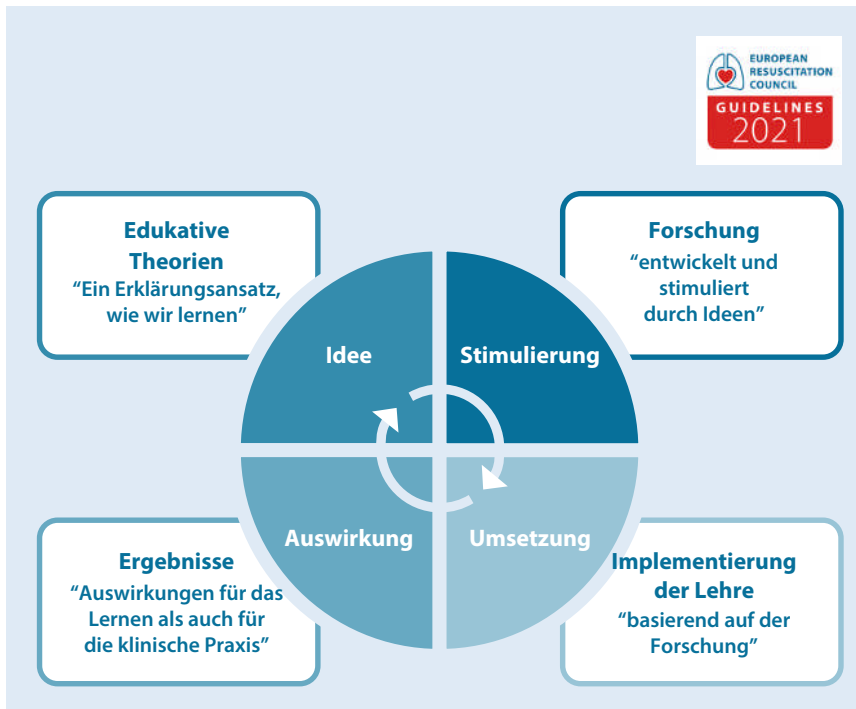 EUROPEAN
RESUSCITATION
COUNCIL
GUIDELINES
2021
Edukative
Theorien
“Ein Erklärungsansatz,
wie wir lernen”
Forschung
“entwickelt und
stimuliert
durch Ideen”
Idee
Stimulierung
Auswirkung
Umsetzung
Ergebnisse
“Auswirkungen für das
Lernen als auch für
die klinische Praxis”
Implementierung
der Lehre
“basierend auf der
Forschung”